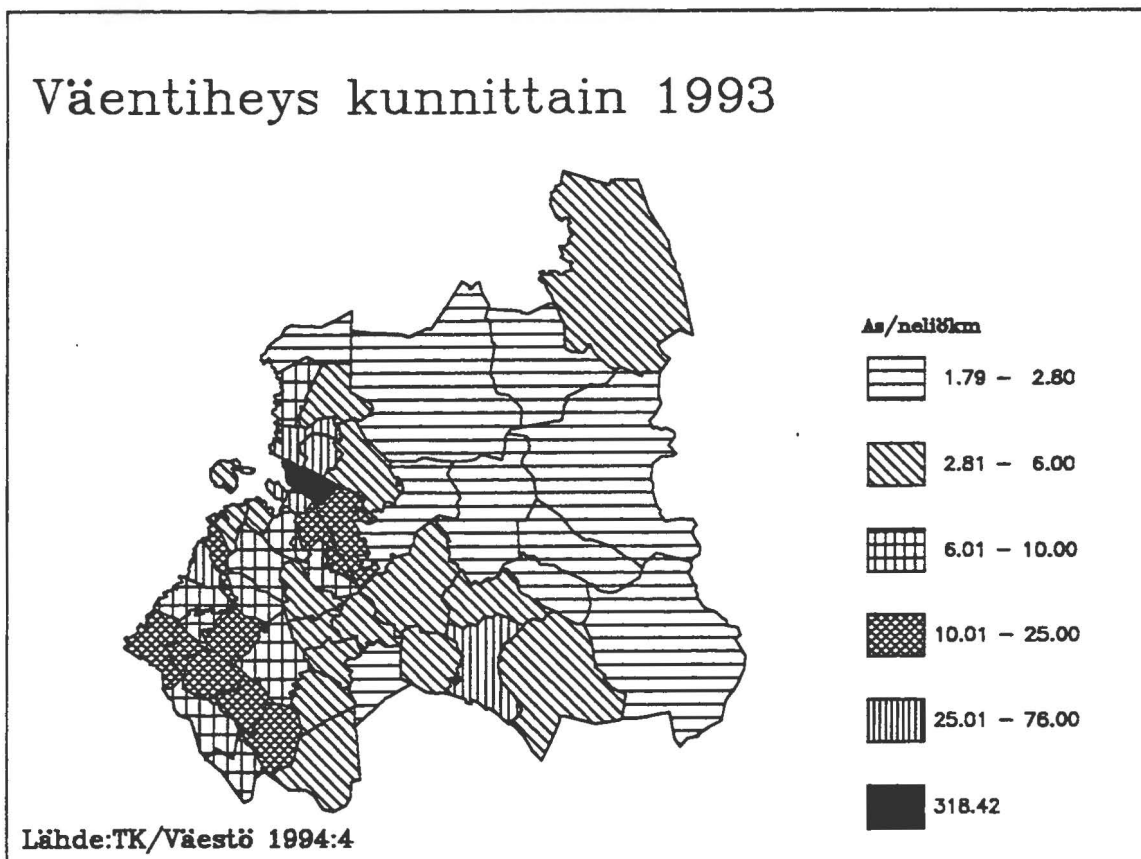 Väentiheys kunnittain 1993
As/neliökm
1.79 – 2.80
2.81 – 6.00
6.01 – 10.00
10.01 – 25.00
25.01 – 76.00
318.42
Lähde:TK/Väestö 1994:4